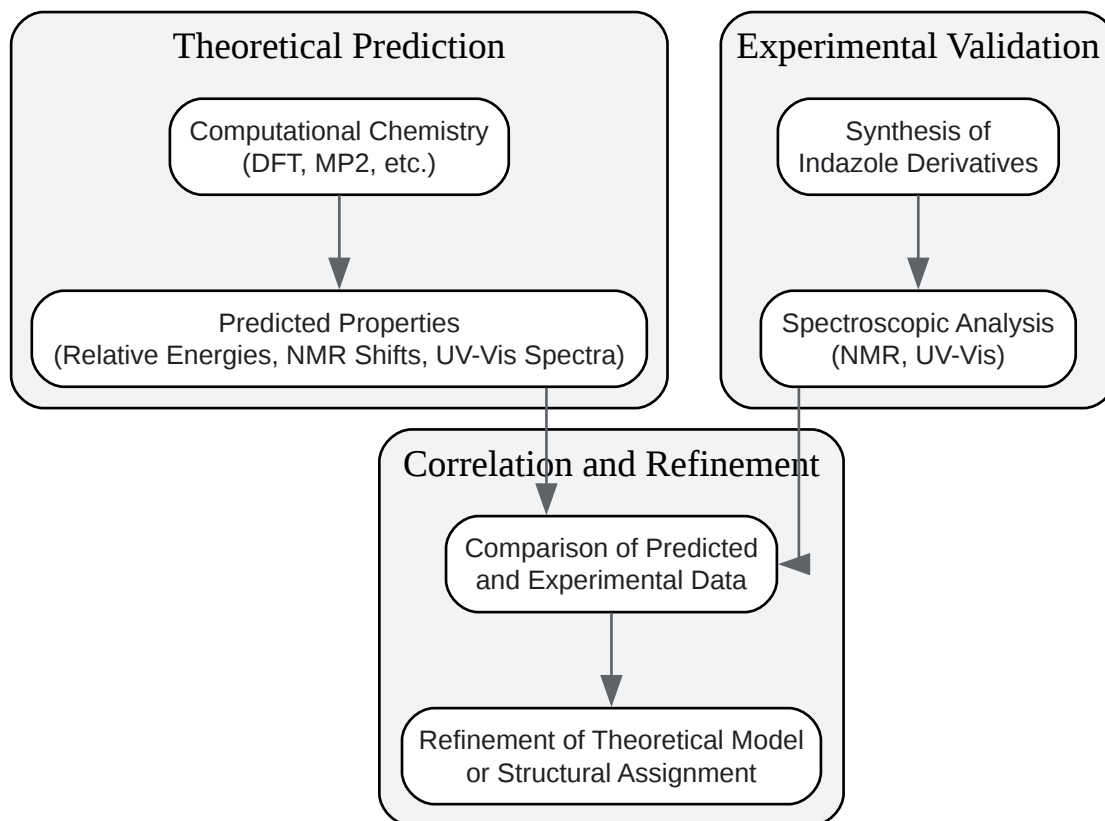 Theoretical Prediction
Computational Chemistry
(DFT, MP2, etc.)
Predicted Properties
(Relative Energies, NMR Shifts, UV-Vis Spectra)
Experimental Validation
Synthesis of
Indazole Derivatives
Spectroscopic Analysis
(NMR, UV-Vis)
Correlation and Refinement
Comparison of Predicted
and Experimental Data
Refinement of Theoretical Model
or Structural Assignment